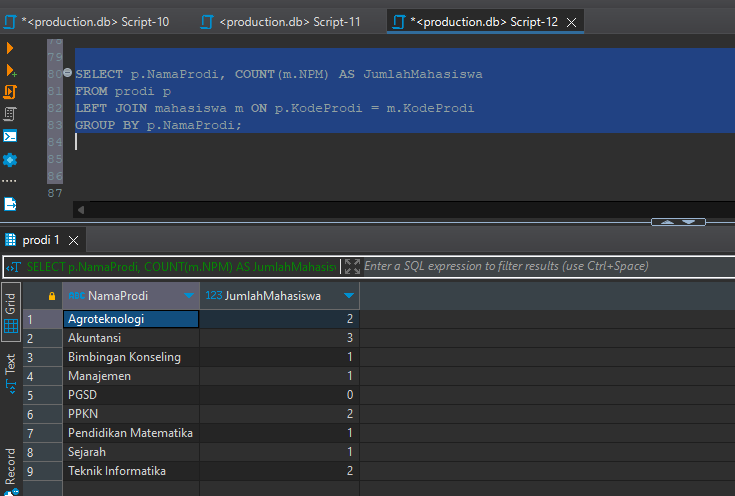 *<production.db> Script-10
<production.db> Script-11
*<production.db> Script-12
79
80 SELECT p.NamaProdi, COUNT(m.NPM) AS JumlahMahasiswa
81 FROM prodi p
82 LEFT JOIN mahasiswa m ON p.KodeProdi = m.KodeProdi
83 GROUP BY p.NamaProdi;
84
85
86
87
prodi 1
SELECT p.NamaProdi, COUNT(m.NPM) AS JumlahMahasisw
Enter a SQL expression to filter results (use Ctrl+Space)
Grid
Text
Record
NamaProdi 123 JumlahMahasiswa
1 Agroteknologi 2
2 Akuntansi 3
3 Bimbingan Konseling 1
4 Manajemen 1
5 PGSD 0
6 PPKN 2
7 Pendidikan Matematika 1
8 Sejarah 1
9 Teknik Informatika 2